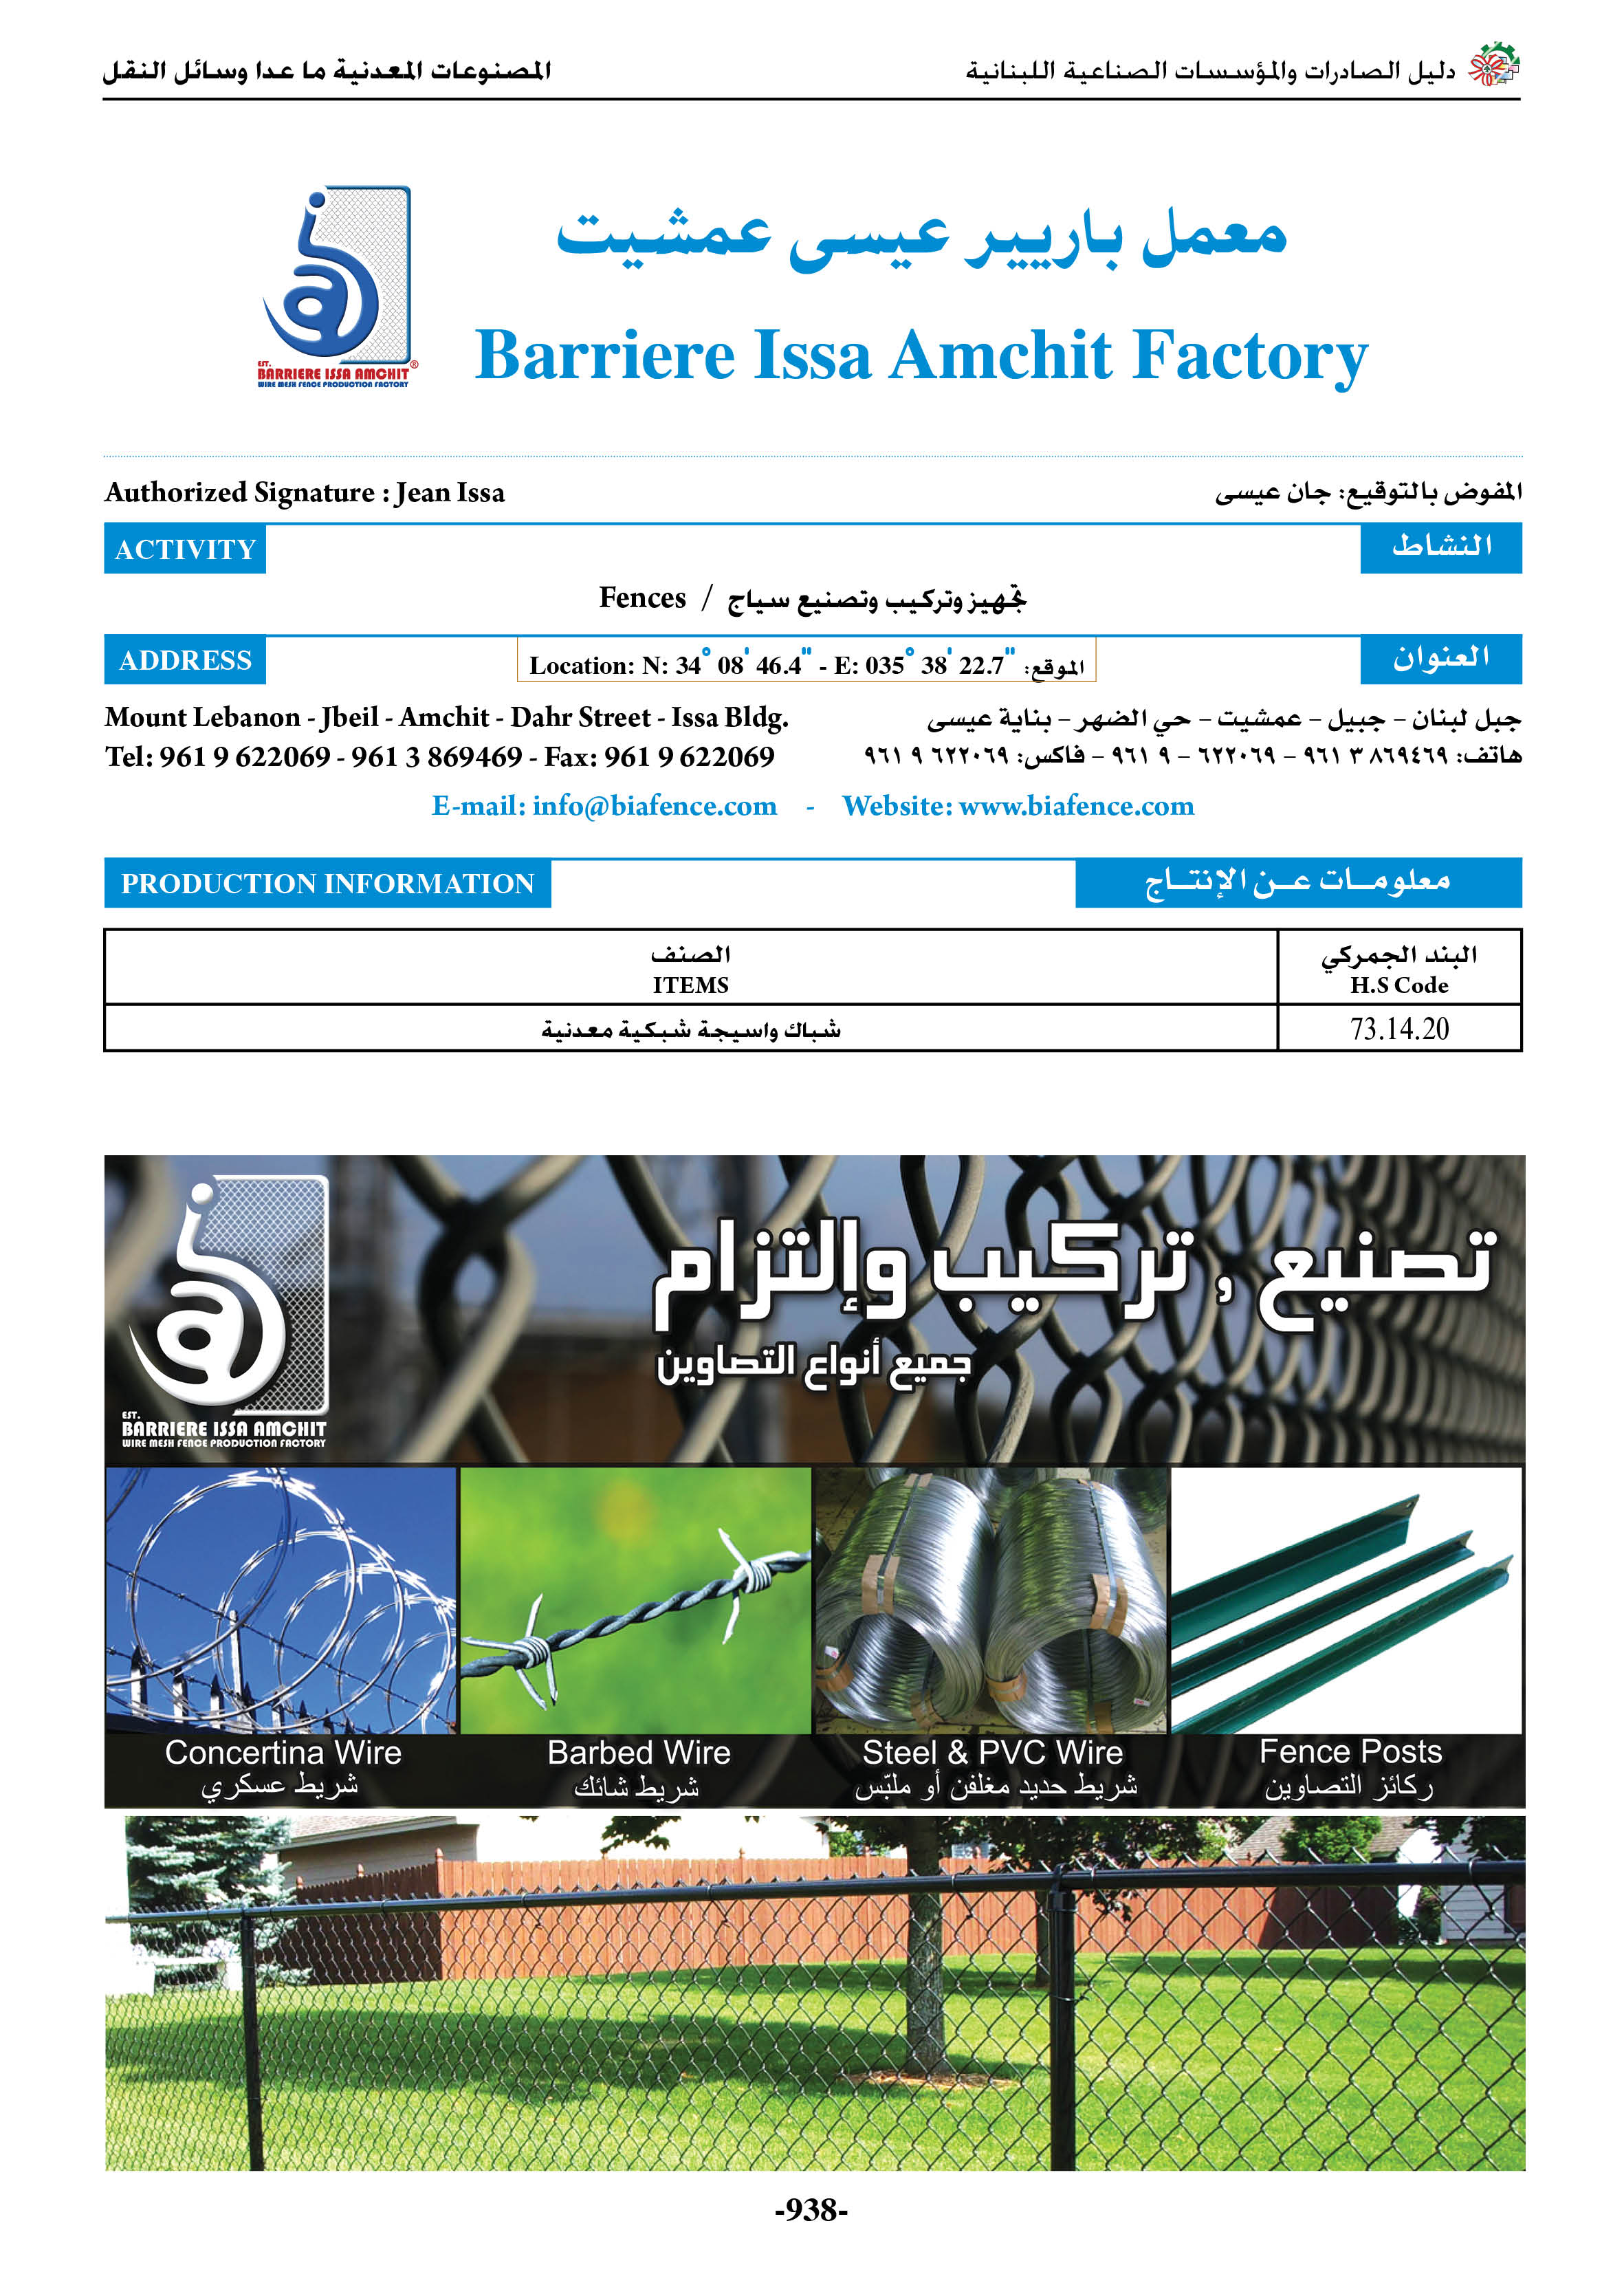 دليل الصادرات والمؤسسات الصناعية اللبنانية
المصنوعات المعدنية ما عدا وسائل النقل
معمل باريير عيسى عمشيت
Barriere Issa Amchit Factory
EST.
BARRIERE ISSA AMCHIT®
WIRE MESH FENCE PRODUCTION FACTORY
Authorized Signature : Jean Issa
المفوض بالتوقيع: جان عيسى
ACTIVITY
النشاط
Fences / تجهيز وتركيب وتصنيع سياج
ADDRESS
العنوان
Location: N: 34° 08' 46.4" - E: 035° 38' 22.7" الموقع:
Mount Lebanon - Jbeil - Amchit - Dahr Street - Issa Bldg.
جبل لبنان - جبيل - عمشيت - حي الضهر - بناية عيسى
Tel: 961 9 622069 - 961 3 869469 - Fax: 961 9 622069
هاتف: ٨٦٩٤٦٩ ٣ ٩٦١ - ٦٢٢٠٦٩ - ٩ ٩٦١ - فاكس: ٦٢٢٠٦٩ ٩ ٩٦١
E-mail: info@biafence.com - Website: www.biafence.com
PRODUCTION INFORMATION
معلومـات عـن الإنتـاج
الصنف
ITEMS
البند الجمركي
H.S Code
شباك واسيجة شبكية معدنية
73.14.20
تصنيع , تركيب وإلتزام
جميع أنواع التصاوين
EST.
BARRIERE ISSA AMCHIT
WIRE MESH FENCE PRODUCTION FACTORY
Concertina Wire
شريط عسكري
Barbed Wire
شريط شائك
Steel & PVC Wire
شريط حديد مغلفن أو ملبّس
Fence Posts
ركائز التصاوين
-938-